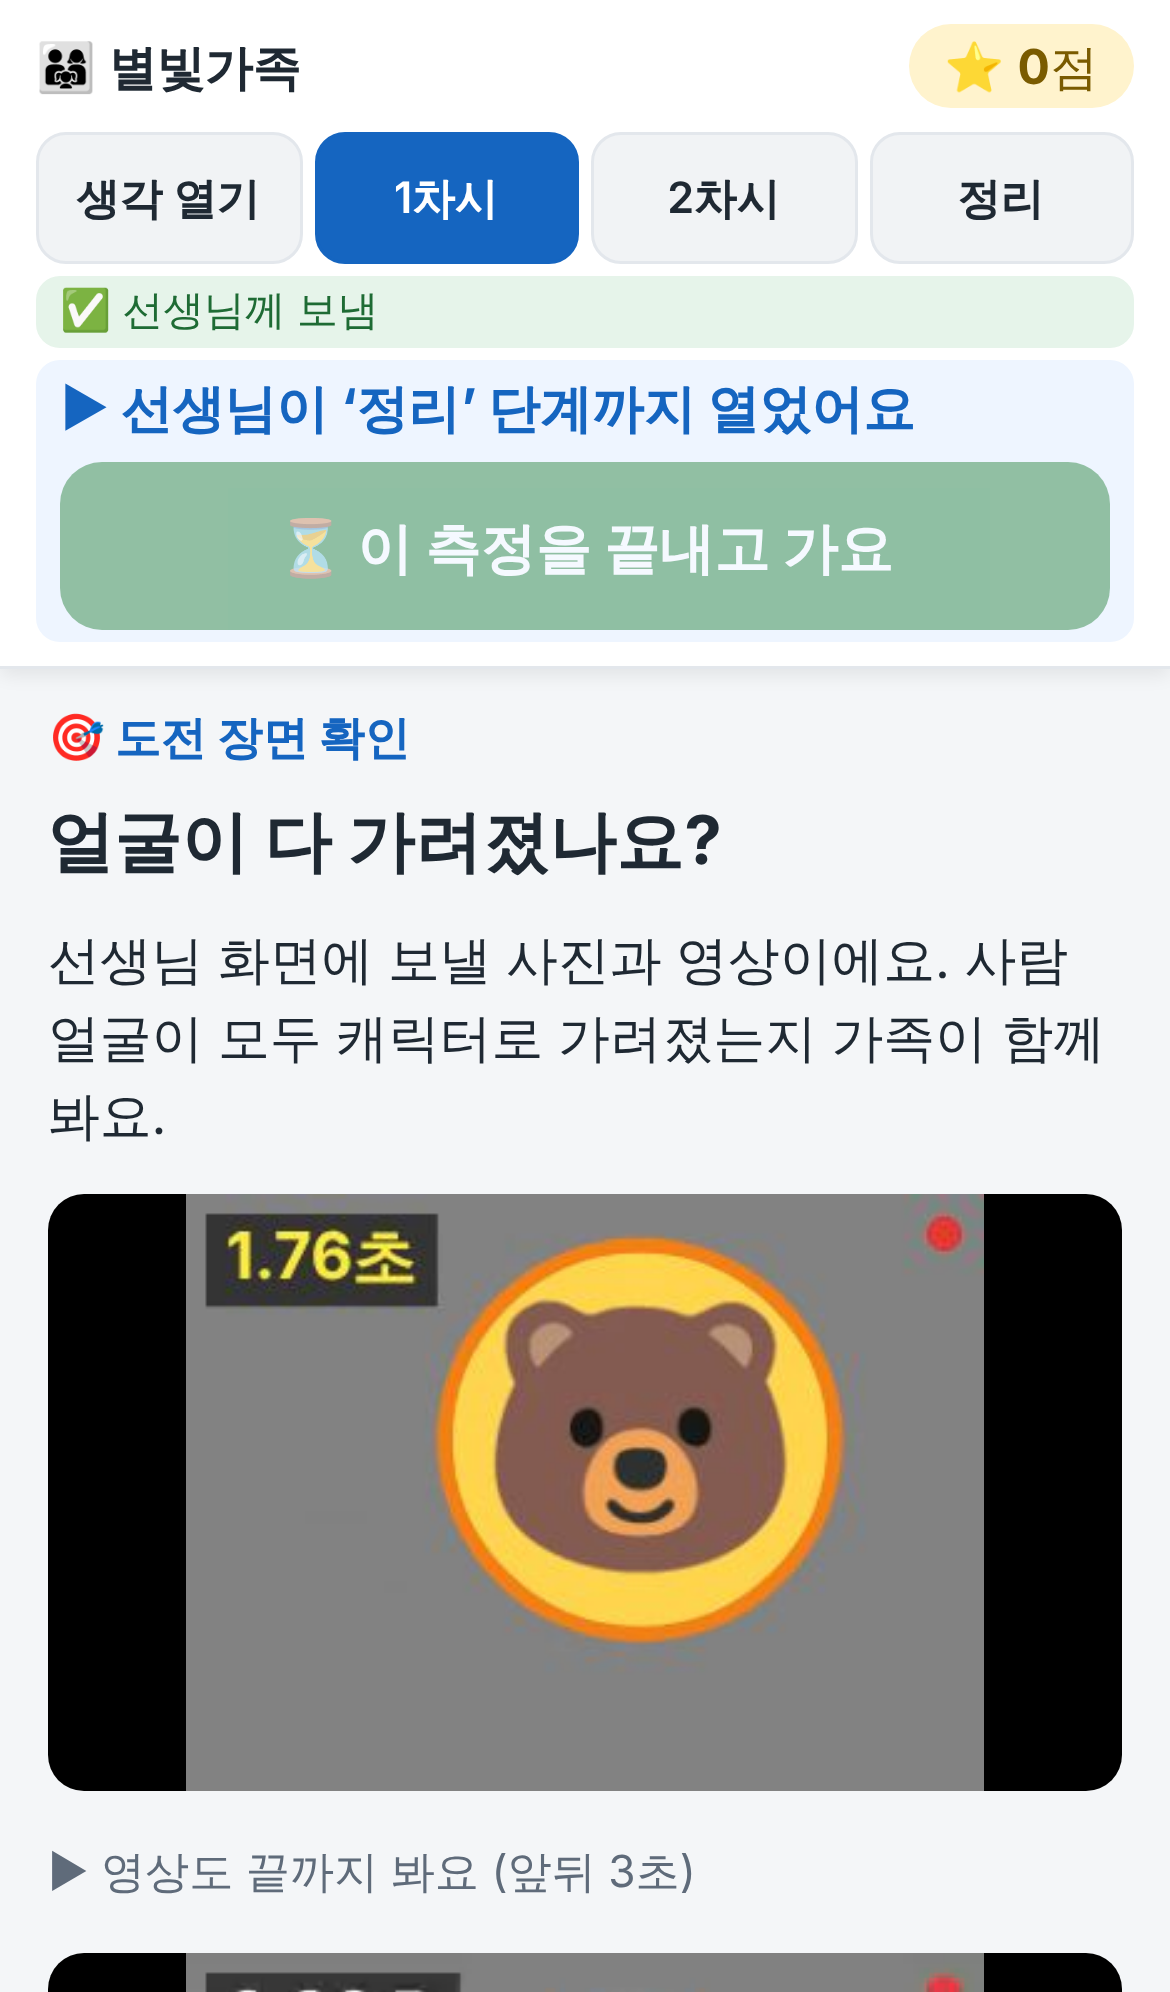 별빛가족
⭐ 0점
생각 열기
1차시
2차시
정리
✅ 선생님께 보냄
▶ 선생님이 ‘정리’ 단계까지 열었어요
⏳ 이 측정을 끝내고 가요
🎯 도전 장면 확인
얼굴이 다 가려졌나요?
선생님 화면에 보낼 사진과 영상이에요. 사람
얼굴이 모두 캐릭터로 가려졌는지 가족이 함께
봐요.
1.76초
▶ 영상도 끝까지 봐요 (앞뒤 3초)